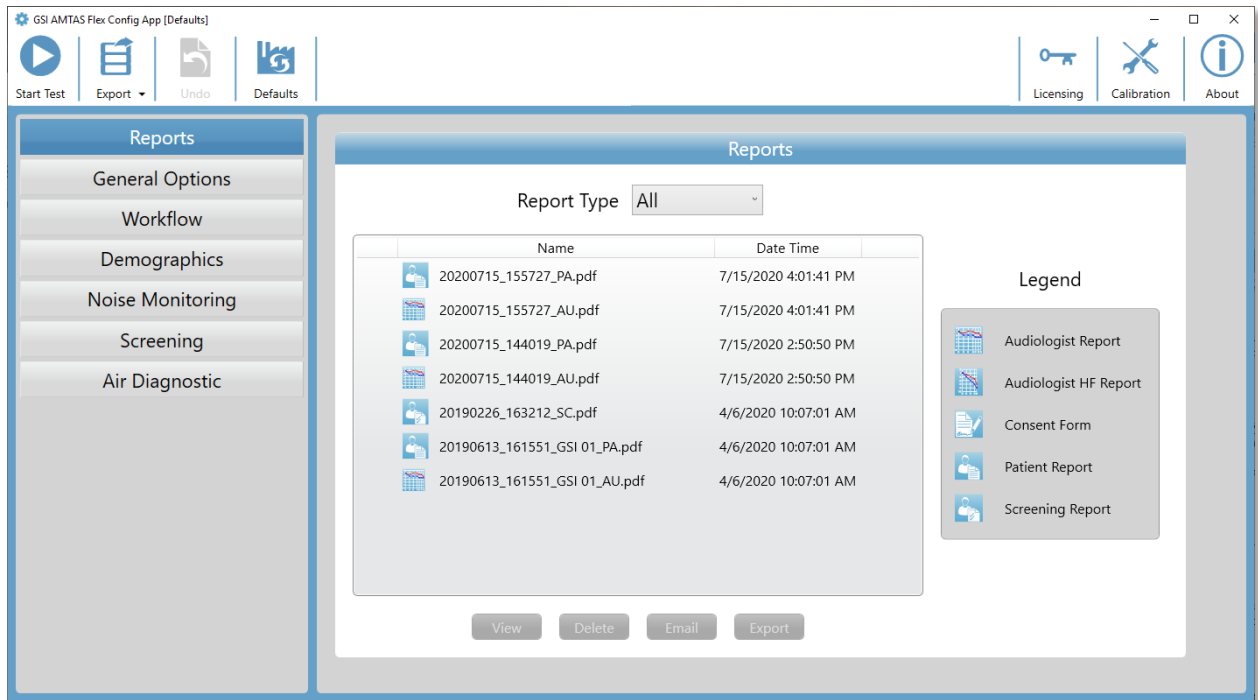 GSI AMTAS Flex Config App [Defaults]
Start Test
Export
Undo
Defaults
Licensing
Calibration
About
Reports
General Options
Workflow
Demographics
Noise Monitoring
Screening
Air Diagnostic
Reports
Report Type All
Name Date Time
20200715_155727_PA.pdf 7/15/2020 4:01:41 PM
20200715_155727_AU.pdf 7/15/2020 4:01:41 PM
20200715_144019_PA.pdf 7/15/2020 2:50:50 PM
20200715_144019_AU.pdf 7/15/2020 2:50:50 PM
20190226_163212_SC.pdf 4/6/2020 10:07:01 AM
20190613_161551_GSI 01_PA.pdf 4/6/2020 10:07:01 AM
20190613_161551_GSI 01_AU.pdf 4/6/2020 10:07:01 AM
Legend
Audiologist Report
Audiologist HF Report
Consent Form
Patient Report
Screening Report
View
Delete
Email
Export